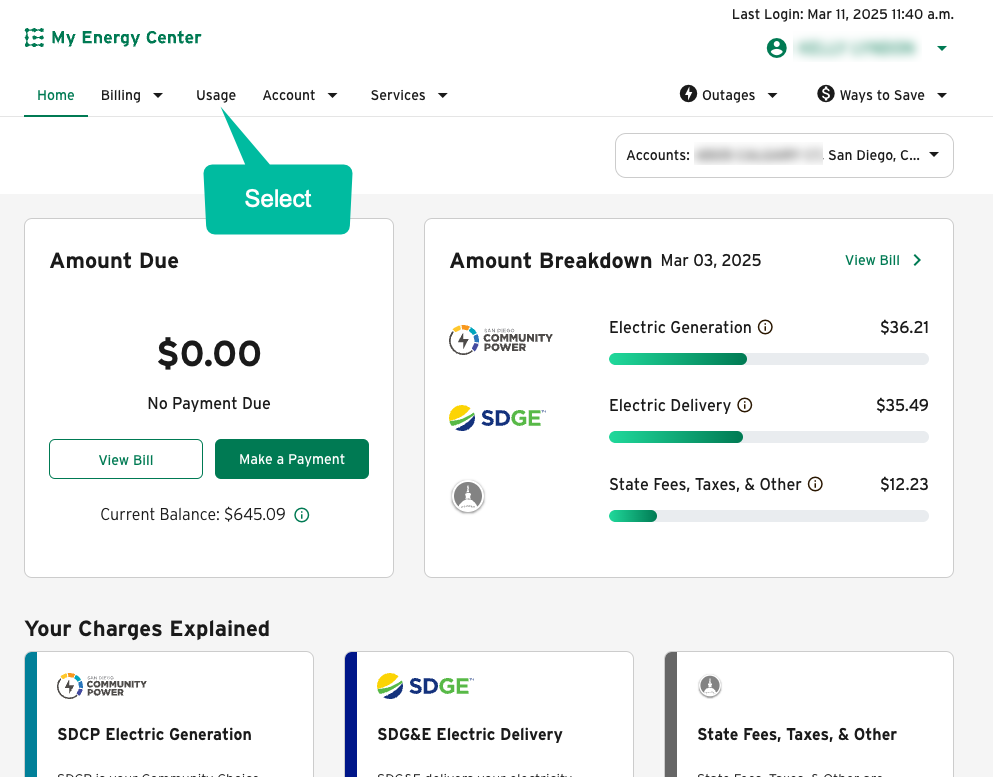 Last Login: Mar 11, 2025 11:40 a.m.
My Energy Center
Home Billing Usage Account Services Outages Ways to Save
Accounts: San Diego, C...
Select
Amount Due
$0.00
No Payment Due
View Bill Make a Payment
Current Balance: $645.09
Amount Breakdown Mar 03, 2025 View Bill
SAN DIEGO
COMMUNITY
POWER
Electric Generation $36.21
SDGE
Electric Delivery $35.49
State Fees, Taxes, & Other $12.23
Your Charges Explained
SAN DIEGO
COMMUNITY
POWER
SDCP Electric Generation
SDCP is your Community Choice
SDGE
SDG&E Electric Delivery
SDG&E delivers your electricity
State Fees, Taxes, & Other
State Fees, Taxes, & Other are